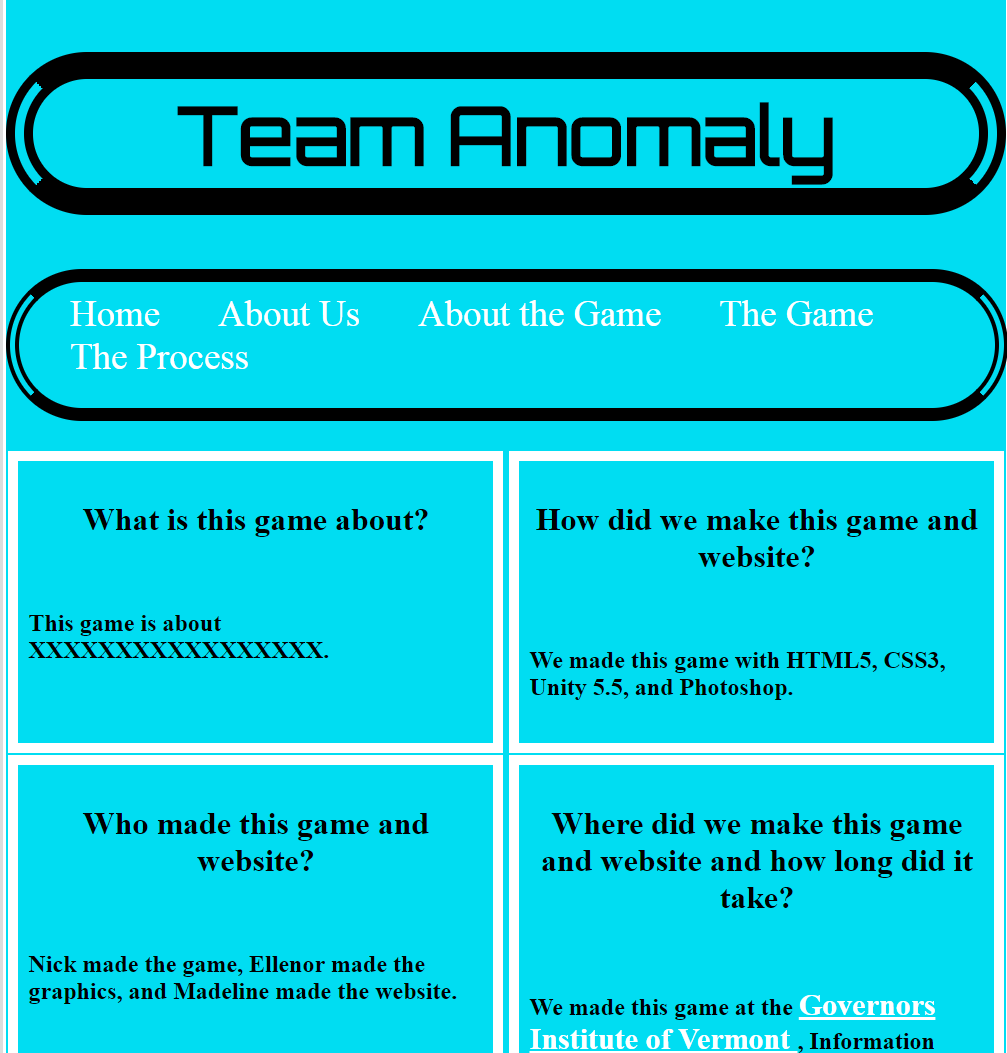 Team Anomaly
Home About Us About the Game The Game
The Process
What is this game about?
This game is about
XXXXXXXXXXXXXXXXX.
How did we make this game and
website?
We made this game with HTML5, CSS3,
Unity 5.5, and Photoshop.
Who made this game and
website?
Nick made the game, Ellenor made the
graphics, and Madeline made the website.
Where did we make this game
and website and how long did it
take?
We made this game at the Governors
Institute of Vermont , Information